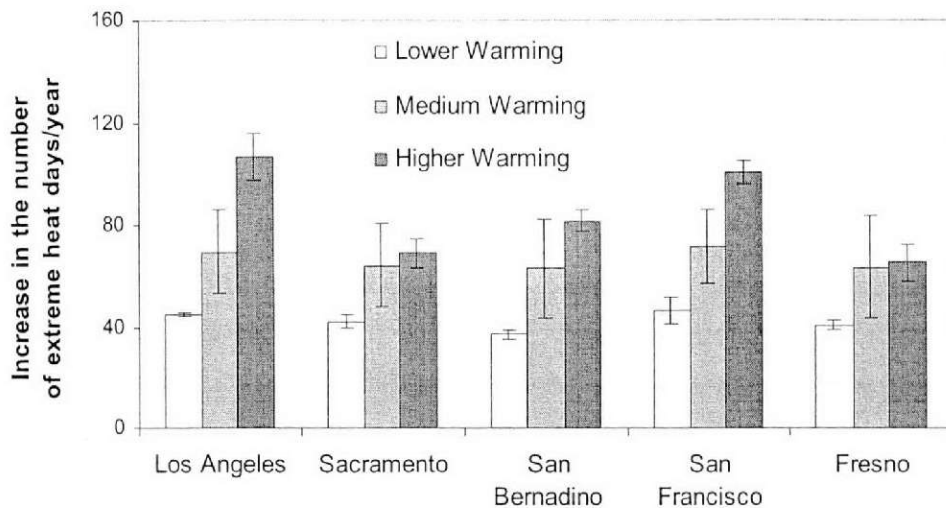 160
120
80
40
0
Increase in the number
of extreme heat days/year
Lower Warming
Medium Warming
Higher Warming
Los Angeles
Sacramento
San
Bernadino
San
Francisco
Fresno